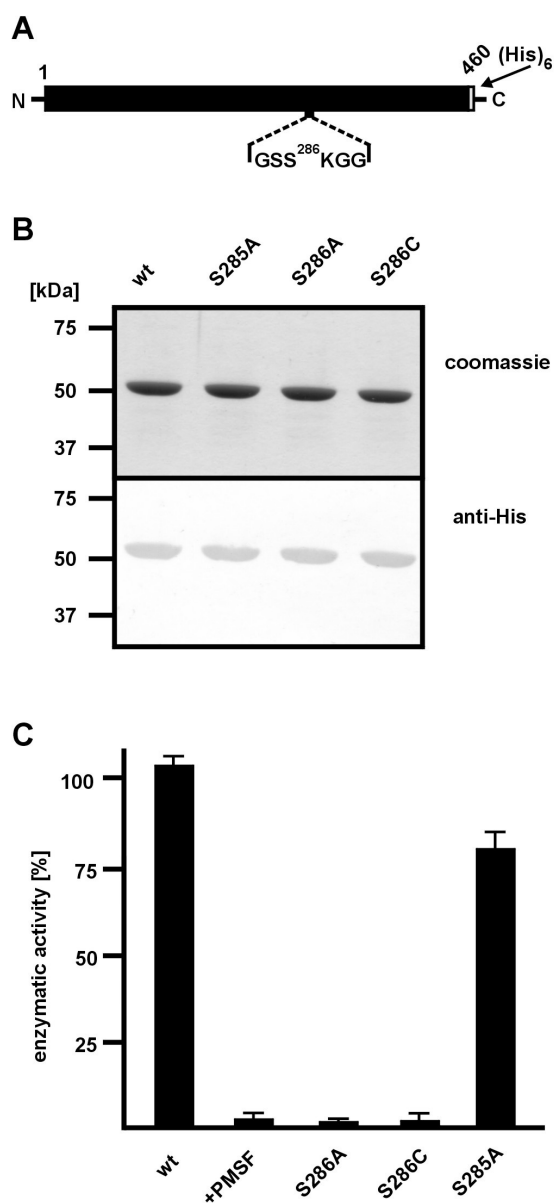 A
1
460 (His)6
N
C
GSS286KGG
B
wt
S285A
S286A
S286C
[kDa]
75
50
37
coomassie
75
50
37
anti-His
C
enzymatic activity [%]
100
75
50
25
wt
+PMSF
S286A
S286C
S285A